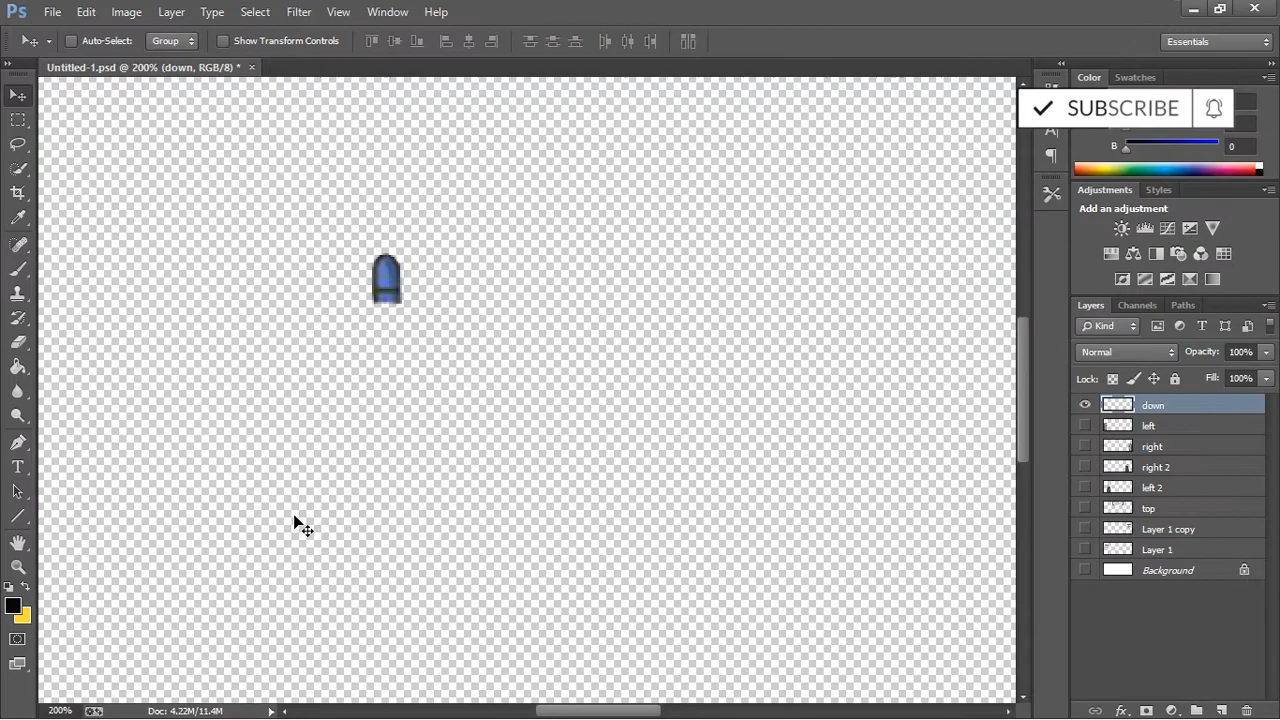 Ps File Edit Image Layer Type Select Filter View Window Help
Auto-Select: Group Show Transform Controls Essentials
Untitled-1.psd @ 200% (down, RGB/8) * ×
Color Swatches
SUBSCRIBE
B 0
Adjustments Styles
Add an adjustment
Layers Channels Paths
Kind
Normal Opacity: 100%
Lock: Fill: 100%
down
left
right
right 2
left 2
top
Layer 1 copy
Layer 1
Background
200% Doc: 4.22M/11.4M